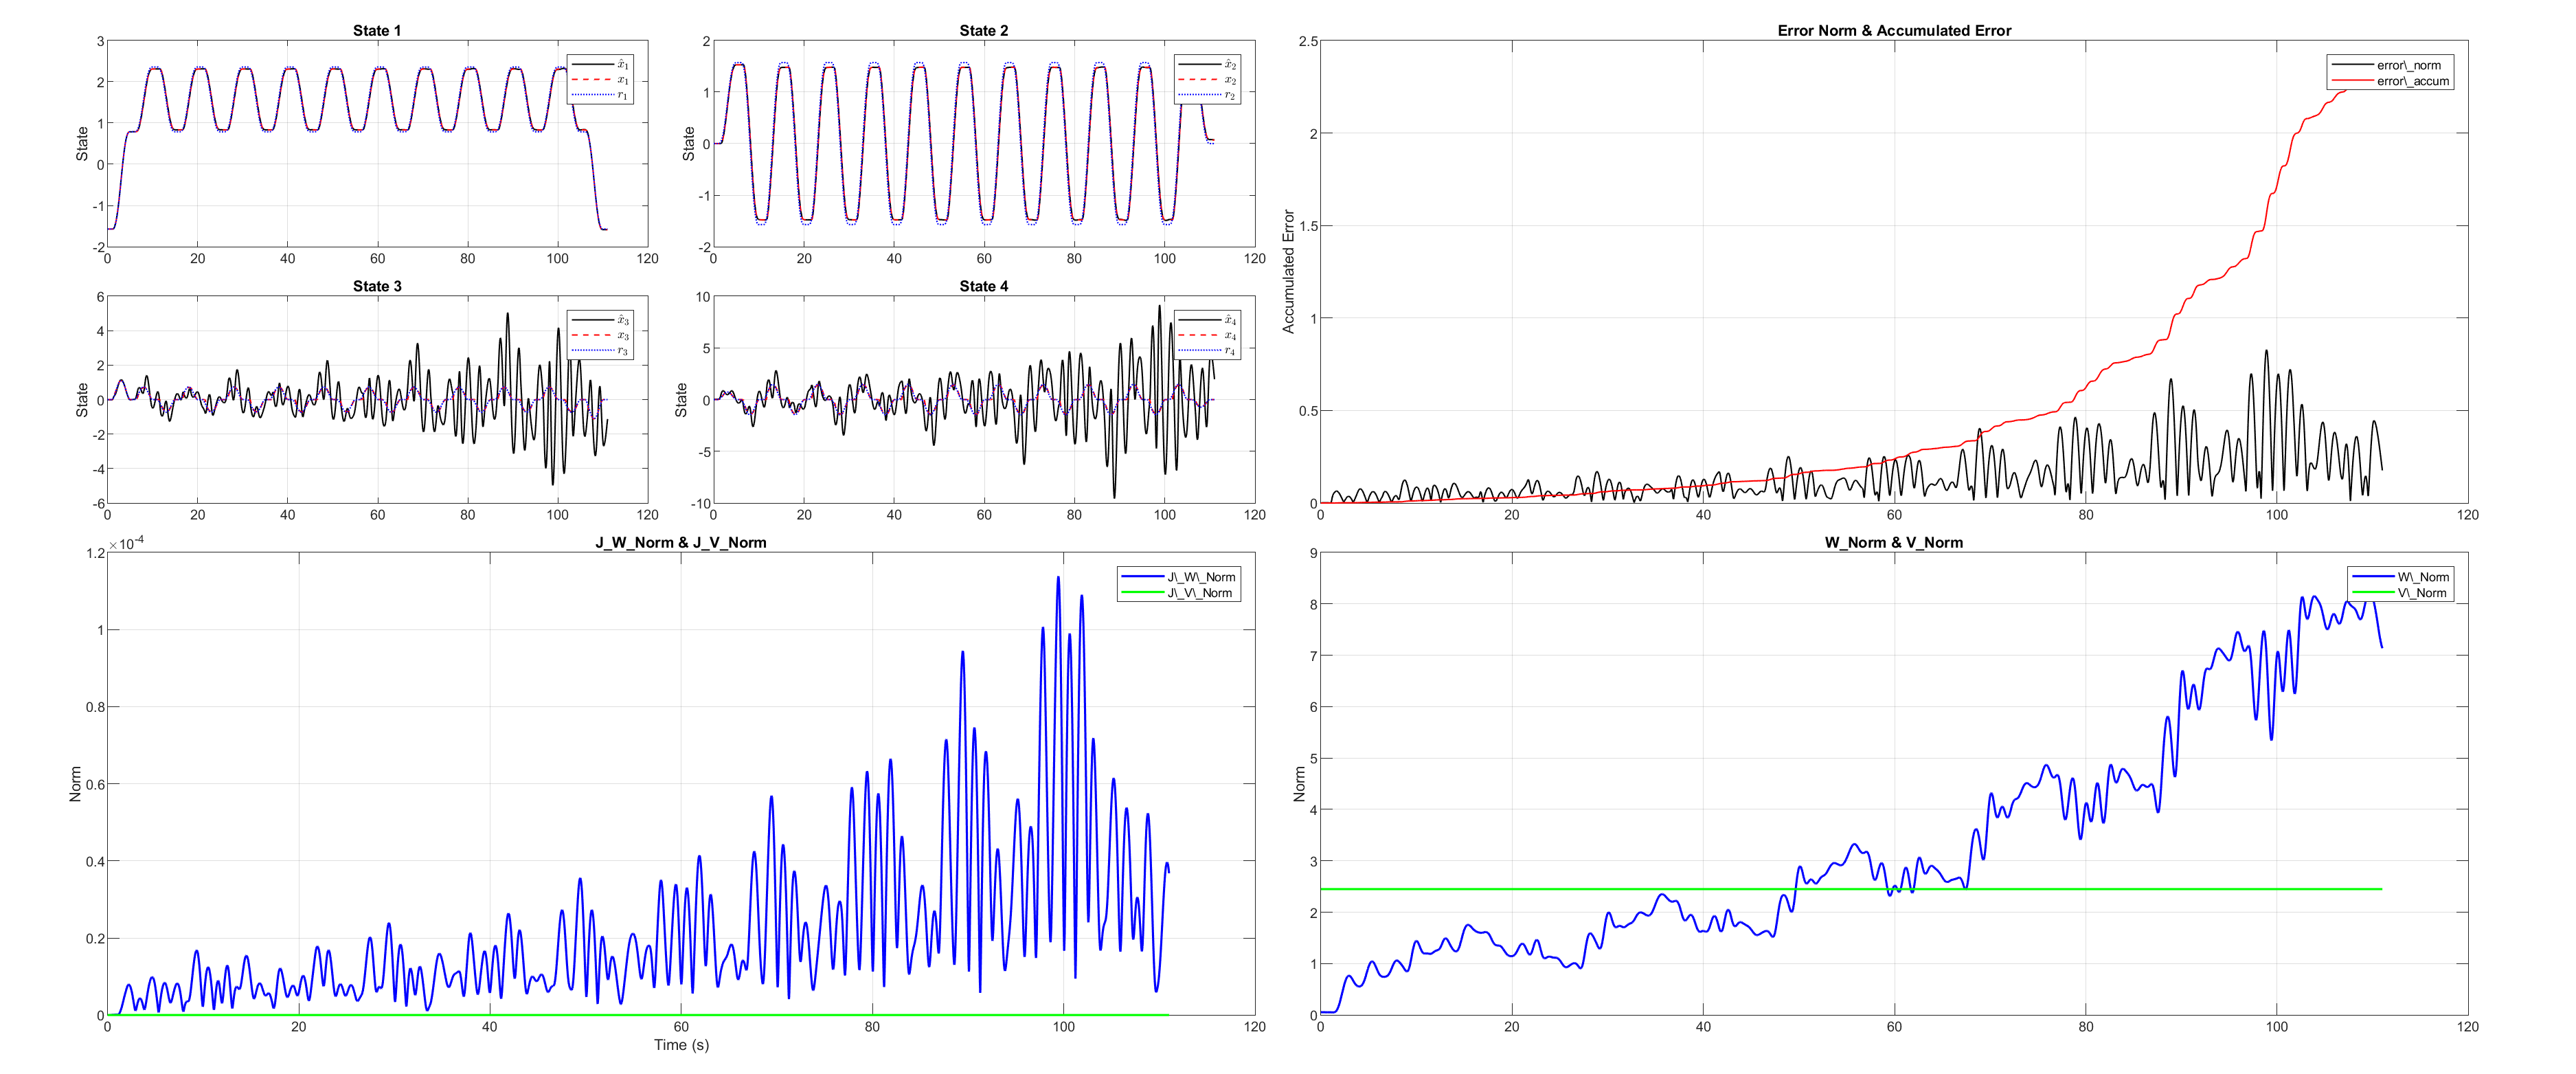 State 1
3
2
1
0
-1
-2
State
0 20 40 60 80 100 120
x̂₁
x₁
r₁
State 2
2
1
0
-1
-2
State
0 20 40 60 80 100 120
x̂₂
x₂
r₂
Error Norm & Accumulated Error
2.5
2
1.5
1
0.5
0
Accumulated Error
0 20 40 60 80 100 120
error\_norm
error\_accum
State 3
6
4
2
0
-2
-4
-6
State
0 20 40 60 80 100 120
x̂₃
x₃
r₃
State 4
10
5
0
-5
-10
State
0 20 40 60 80 100 120
x̂₄
x₄
r₄
J_W_Norm & J_V_Norm
×10⁻⁴
1.2
1
0.8
0.6
0.4
0.2
0
Norm
0 20 40 60 80 100 120
Time (s)
J\_W\_Norm
J\_V\_Norm
W_Norm & V_Norm
9
8
7
6
5
4
3
2
1
0
Norm
0 20 40 60 80 100 120
W\_Norm
V\_Norm